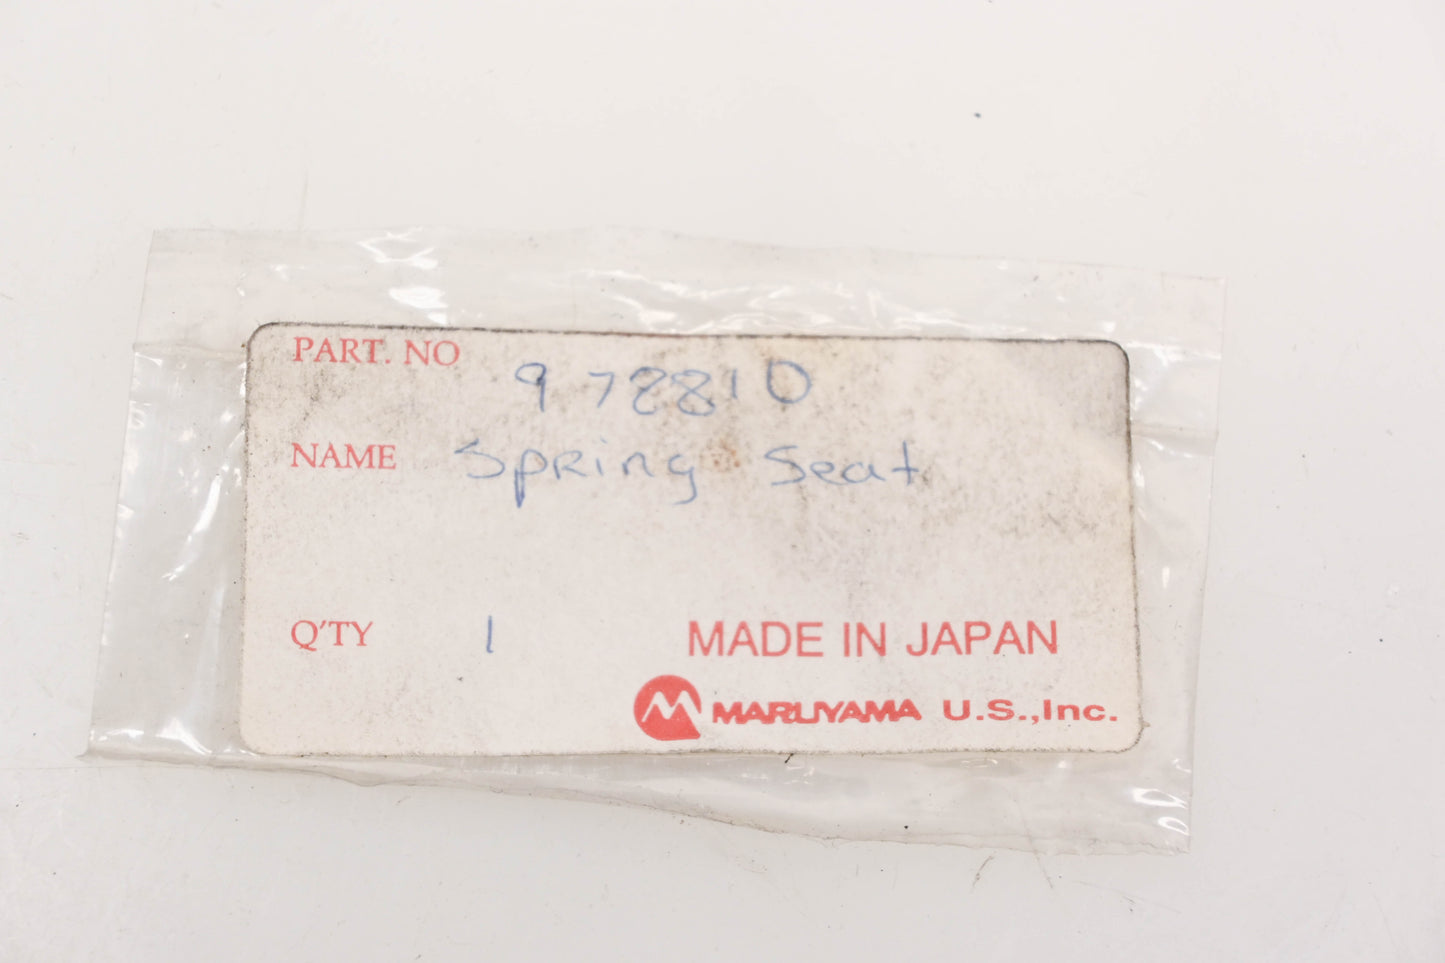 PART. NO 978810
NAME Spring Seat
Q'TY 1
MADE IN JAPAN
MARUYAMA U.S.,Inc.